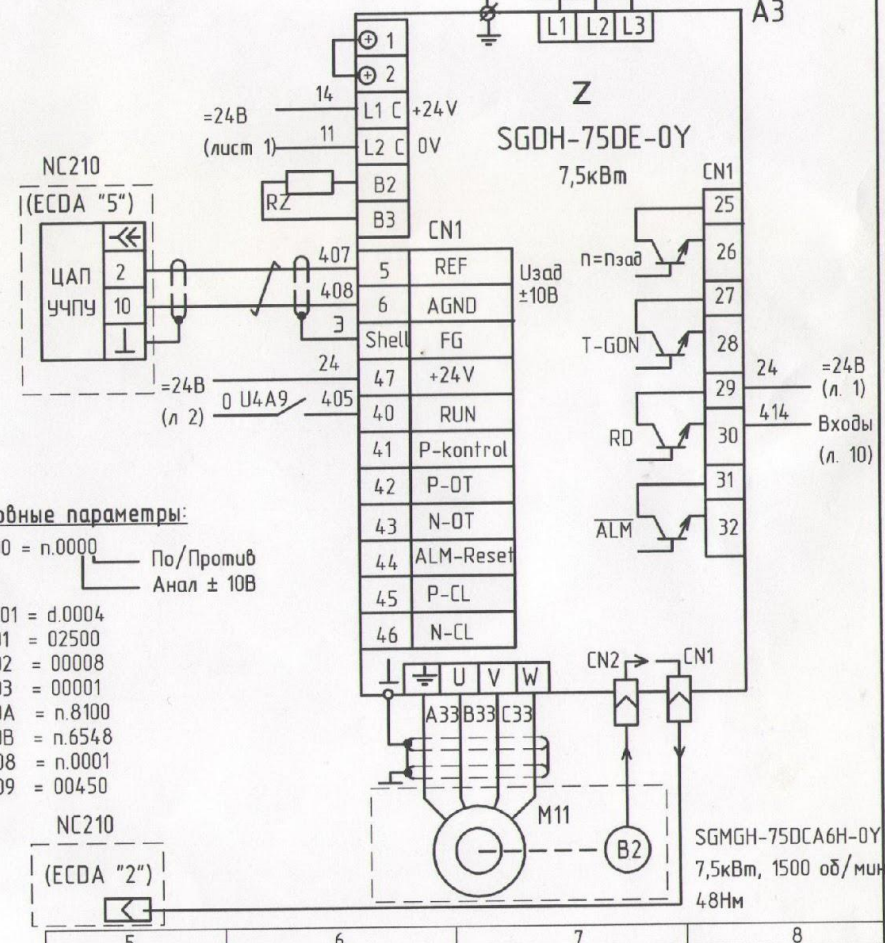 A3
L1 L2 L3
⊕ 1
⊕ 2
14
=24В
L1 C +24V
Z
(лист 1)
11
L2 C 0V
SGDH-75DE-0Y
7,5кВт
NC210
B2
RZ
B3
(ECDA "5")
CN1
CN1
25
26
n=nзад
27
28
T-GON
29
30
RD
31
32
ALM
24
=24В
(л. 1)
414
Входы
(л. 10)
ЦАП
УЧПУ
2
10
407
5 REF
Uзад
±10В
408
6 AGND
Э
Shell FG
24
=24В
(л 2)
47 +24V
0 U4A9
405
40 RUN
41 P-kontrol
42 P-OT
43 N-OT
44 ALM-Reset
45 P-CL
46 N-CL
параметры:
0 = n.0000
По/Против
Анал ± 10В
01 = d.0004
01 = 02500
02 = 00008
03 = 00001
0A = n.8100
0B = n.6548
08 = n.0001
09 = 00450
U V W
CN2
CN1
A33 B33 C33
M11
B2
SGMGH-75DCA6H-0Y
7,5кВт, 1500 об/мин
48Нм
NC210
(ECDA "2")
5 6 7 8